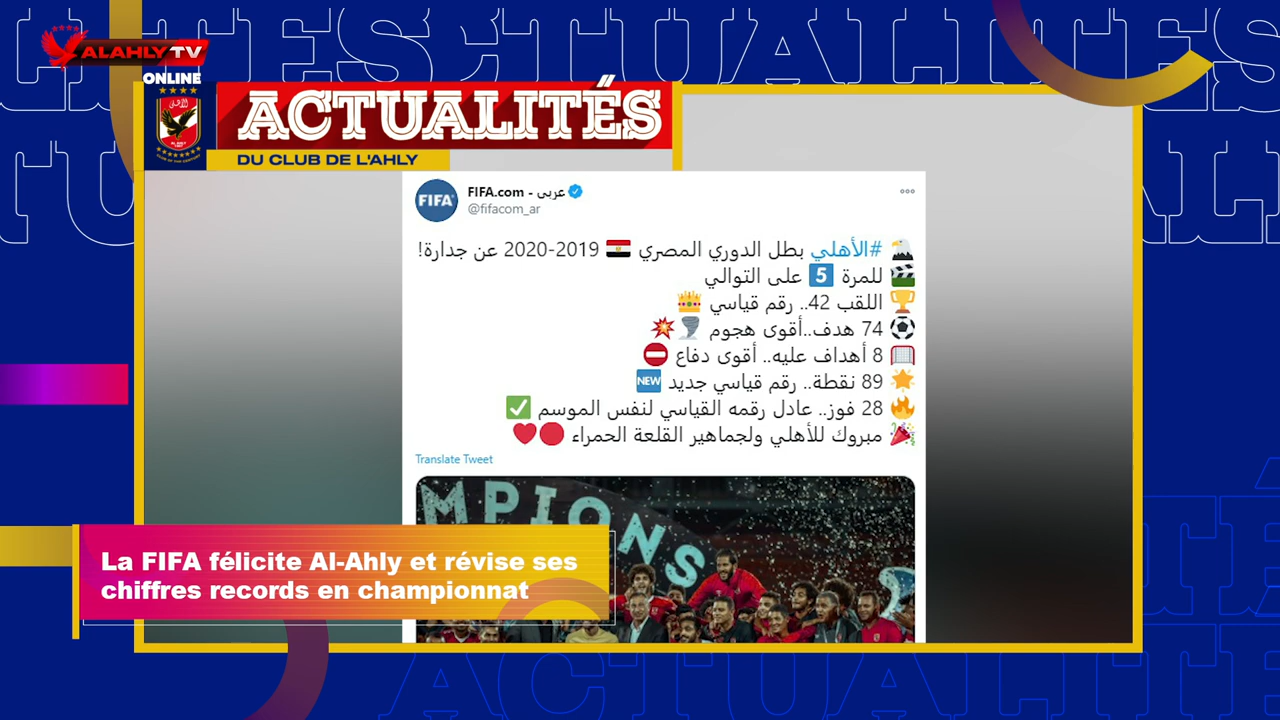 ALAHLY TV
ONLINE
ACTUALITÉS
DU CLUB DE L'AHLY
FIFA
FIFA.com - عربي
@fifacom_ar
#الأهلي بطل الدوري المصري 🇪🇬 2019-2020 عن جدارة!
للمرة 5️⃣ على التوالي
اللقب 42.. رقم قياسي
74 هدف..أقوى هجوم
8 أهداف عليه.. أقوى دفاع
89 نقطة.. رقم قياسي جديد 🆕
28 فوز.. عادل رقمه القياسي لنفس الموسم
مبروك للأهلي ولجماهير القلعة الحمراء
Translate Tweet
MPIONS
La FIFA félicite Al-Ahly et révise ses
chiffres records en championnat